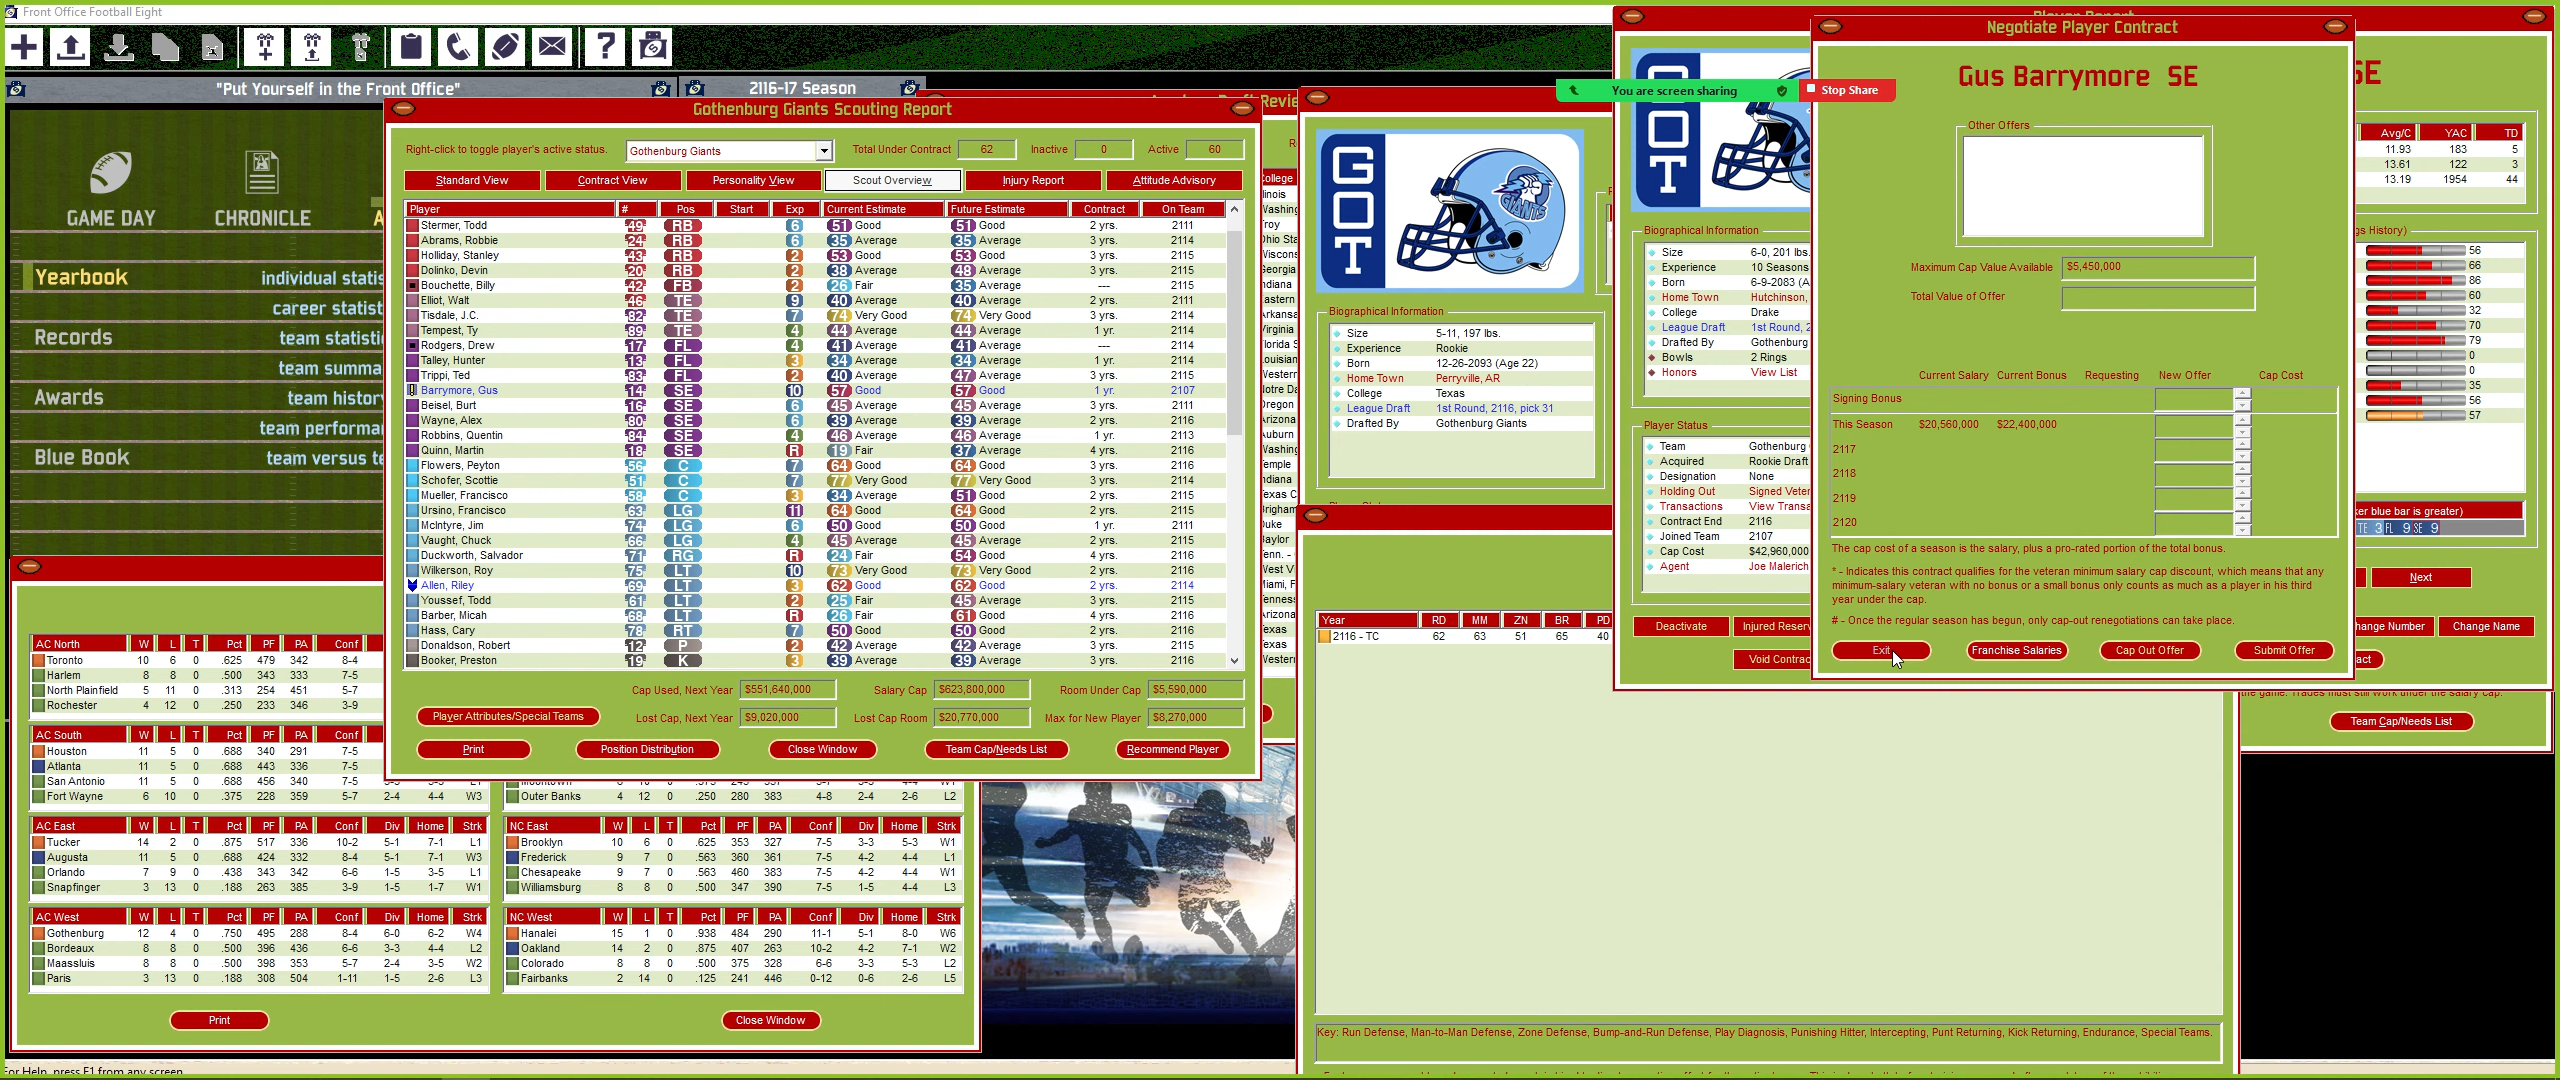 Front Office Football Eight
"Put Yourself in the Front Office"
2116-17 Season
GAME DAY
CHRONICLE
Yearbook
individual statis
career statist
Records
team statistic
team summa
Awards
team history
team performa
Blue Book
team versus te
Gothenburg Giants Scouting Report
Right-click to toggle player's active status.
Gothenburg Giants
Total Under Contract 62 Inactive 0 Active 60
Standard View Contract View Personality View Scout Overview Injury Report Attitude Advisory
Player # Pos Start Exp Current Estimate Future Estimate Contract On Team
Stermer, Todd 49 RB 6 51 Good 51 Good 2 yrs. 2111
Abrams, Robbie 24 RB 6 35 Average 35 Average 3 yrs. 2114
Holliday, Stanley 43 RB 2 53 Good 53 Good 3 yrs. 2115
Dolinko, Devin 20 RB 2 38 Average 48 Average 3 yrs. 2115
Bouchette, Billy 42 FB 2 26 Fair 35 Average --- 2115
Elliot, Walt 46 TE 9 40 Average 40 Average 2 yrs. 2111
Tisdale, J.C. 82 TE 7 74 Very Good 74 Very Good 3 yrs. 2114
Tempest, Ty 89 TE 4 44 Average 44 Average 1 yr. 2114
Rodgers, Drew 17 FL 4 41 Average 41 Average --- 2114
Talley, Hunter 13 FL 3 34 Average 34 Average 1 yr. 2114
Trippi, Ted 83 FL 2 40 Average 47 Average 3 yrs. 2115
Barrymore, Gus 14 SE 10 57 Good 57 Good 1 yr. 2107
Beisel, Burt 16 SE 6 45 Average 45 Average 3 yrs. 2111
Wayne, Alex 80 SE 6 39 Average 39 Average 2 yrs. 2115
Robbins, Quentin 84 SE 4 46 Average 46 Average 1 yr. 2113
Quinn, Martin 18 SE R 19 Fair 37 Average 4 yrs. 2116
Flowers, Peyton 56 C 7 64 Good 64 Good 2 yrs. 2116
Schofer, Scottie 51 C 7 77 Very Good 77 Very Good 3 yrs. 2116
Mueller, Francisco 58 C 3 34 Average 51 Good 2 yrs. 2115
Ursino, Francisco 63 LG 11 64 Good 64 Good 2 yrs. 2115
McIntyre, Jim 74 LG 6 50 Good 50 Good 1 yr. 2111
Vaught, Chuck 66 LG 4 45 Average 45 Average 2 yrs. 2115
Duckworth, Salvador 71 RG R 24 Fair 54 Good 4 yrs. 2116
Wilkerson, Roy 75 LT 10 73 Very Good 73 Very Good 2 yrs. 2116
Allen, Riley 69 LT 3 62 Good 62 Good 2 yrs. 2114
Youssef, Todd 61 LT 2 25 Fair 45 Average 3 yrs. 2115
Barber, Micah 68 LT R 26 Fair 61 Good 4 yrs. 2116
Hass, Cary 78 RT 7 50 Good 50 Good 2 yrs. 2116
Donaldson, Robert 12 P 2 42 Average 42 Average 3 yrs. 2115
Booker, Preston 19 K 3 39 Average 39 Average 3 yrs. 2116
Cap Used, Next Year $551,640,000 Salary Cap $623,800,000 Room Under Cap $5,590,000
Player Attributes/Special Teams Lost Cap, Next Year $9,020,000 Lost Cap Room $20,770,000 Max for New Player $8,270,000
Print Position Distribution Close Window Team Cap/Needs List Recommend Player
AC North W L T Pct PF PA Conf
Toronto 10 6 0 .625 479 342 8-4
Harlem 8 8 0 .500 343 333 7-5
North Plainfield 5 11 0 .313 254 451 5-7
Rochester 4 12 0 .250 233 346 3-9
AC South W L T Pct PF PA Conf
Houston 11 5 0 .688 340 291 7-5
Atlanta 11 5 0 .688 443 336 7-5
San Antonio 11 5 0 .688 456 340 7-5
Fort Wayne 6 10 0 .375 228 359 5-7 2-4 4-4 W3
Outer Banks 4 12 0 .250 280 383 4-8 2-4 2-6 L2
AC East W L T Pct PF PA Conf Div Home Strk
Tucker 14 2 0 .875 517 336 10-2 5-1 7-1 L1
Augusta 11 5 0 .688 424 332 8-4 5-1 7-1 W3
Orlando 7 9 0 .438 343 342 6-6 1-5 3-5 L1
Snapfinger 3 13 0 .188 263 385 3-9 1-5 1-7 W1
NC East W L T Pct PF PA Conf Div Home Strk
Brooklyn 10 6 0 .625 353 327 7-5 3-3 5-3 W1
Frederick 9 7 0 .563 360 361 7-5 4-2 4-4 L1
Chesapeake 9 7 0 .563 460 383 7-5 4-2 4-4 W1
Williamsburg 8 8 0 .500 347 390 7-5 1-5 4-4 L3
AC West W L T Pct PF PA Conf Div Home Strk
Gothenburg 12 4 0 .750 495 288 8-4 6-0 6-2 W4
Bordeaux 8 8 0 .500 396 436 6-6 3-3 4-4 L2
Maassluis 8 8 0 .500 398 353 5-7 2-4 3-5 W2
Paris 3 13 0 .188 308 504 1-11 1-5 2-6 L3
NC West W L T Pct PF PA Conf Div Home Strk
Hanalei 15 1 0 .938 484 290 11-1 5-1 8-0 W6
Oakland 14 2 0 .875 407 263 10-2 4-2 7-1 W2
Colorado 8 8 0 .500 375 328 6-6 3-3 5-3 L2
Fairbanks 2 14 0 .125 241 446 0-12 0-6 2-6 L5
Print Close Window
For Help, press F1 from any screen
GOT
GIANTS
Biographical Information
Size 5-11, 197 lbs.
Experience Rookie
Born 12-26-2093 (Age 22)
Home Town Perryville, AR
College Texas
League Draft 1st Round, 2116, pick 31
Drafted By Gothenburg Giants
Year RD MM ZN BR PD
2116 - TC 62 63 51 65 40
Key: Run Defense, Man-to-Man Defense, Zone Defense, Bump-and-Run Defense, Play Diagnosis, Punishing Hitter, Intercepting, Punt Returning, Kick Returning, Endurance, Special Teams.
You are screen sharing
Stop Share
Biographical Information
Size 6-0, 201 lbs.
Experience 10 Seasons
Born 6-9-2083 (A
Home Town Hutchinson,
College Drake
League Draft 1st Round, 2
Drafted By Gothenburg
Bowls 2 Rings
Honors View List
Player Status
Team Gothenburg
Acquired Rookie Draft
Designation None
Holding Out Signed Veter
Transactions View Transa
Contract End 2116
Joined Team 2107
Cap Cost $42,960,000
Agent Joe Malerich
Deactivate Injured Reser
Void Contrac
Negotiate Player Contract
Gus Barrymore SE
Other Offers
Maximum Cap Value Available $5,450,000
Total Value of Offer
Current Salary Current Bonus Requesting New Offer Cap Cost
Signing Bonus
This Season $20,560,000 $22,400,000
2117
2118
2119
2120
The cap cost of a season is the salary, plus a pro-rated portion of the total bonus.
* - Indicates this contract qualifies for the veteran minimum salary cap discount, which means that any
minimum-salary veteran with no bonus or a small bonus only counts as much as a player in his third
year under the cap.
# - Once the regular season has begun, only cap-out renegotiations can take place.
Exit Franchise Salaries Cap Out Offer Submit Offer
SE
Avg/C YAC TD
11.93 183 5
13.61 122 3
13.19 1954 44
gs History)
56
66
86
60
32
70
79
0
0
35
56
57
ker blue bar is greater)
TE 3 FL 9 SE 9
Next
hange Number Change Name
act
the game. Trades must still work under the salary cap.
Team Cap/Needs List